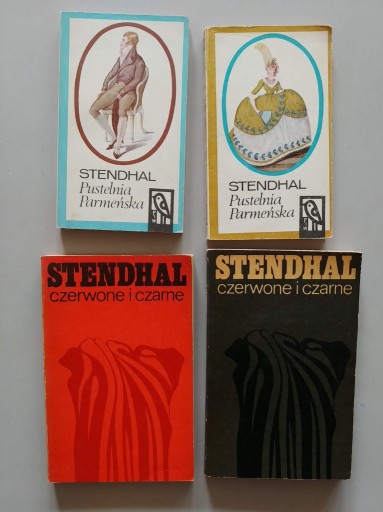 STENDHAL
Pustelnia
Parmeńska
STENDHAL
Pustelnia
Parmeńska
STENDHAL
czerwone i czarne
STENDHAL
czerwone i czarne